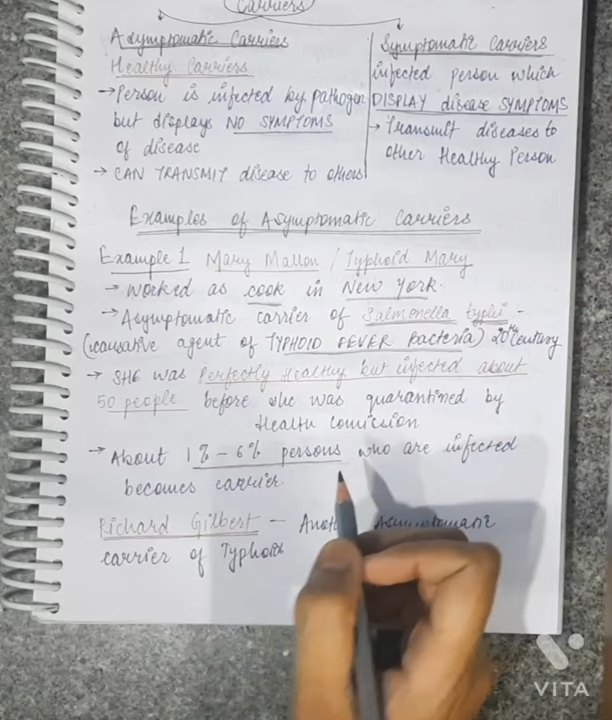 Carriers
Asymptomatic Carriers
Healthy Carriers
→ Person is infected by pathogen
but displays NO SYMPTOMS
of disease
→ CAN TRANSMIT disease to others
Symptomatic Carriers
infected person which
DISPLAY disease SYMPTOMS
→ Transmit diseases to
other Healthy Person
Examples of Asymptomatic Carriers
Example 1 Mary Mallon / Typhoid Mary
→ Worked as cook in New York.
→ Asymptomatic carrier of Salmonella typhi -
(causative agent of TYPHOID FEVER Bacteria) 20th century
→ SHE WAS Perfectly Healthy but infected about
50 people before she was quarantined by
Health comission
→ About 1% - 6% persons who are infected
becomes carrier.
Richard Gilbert - Asymptomatic
carrier of Typhoid
VITA